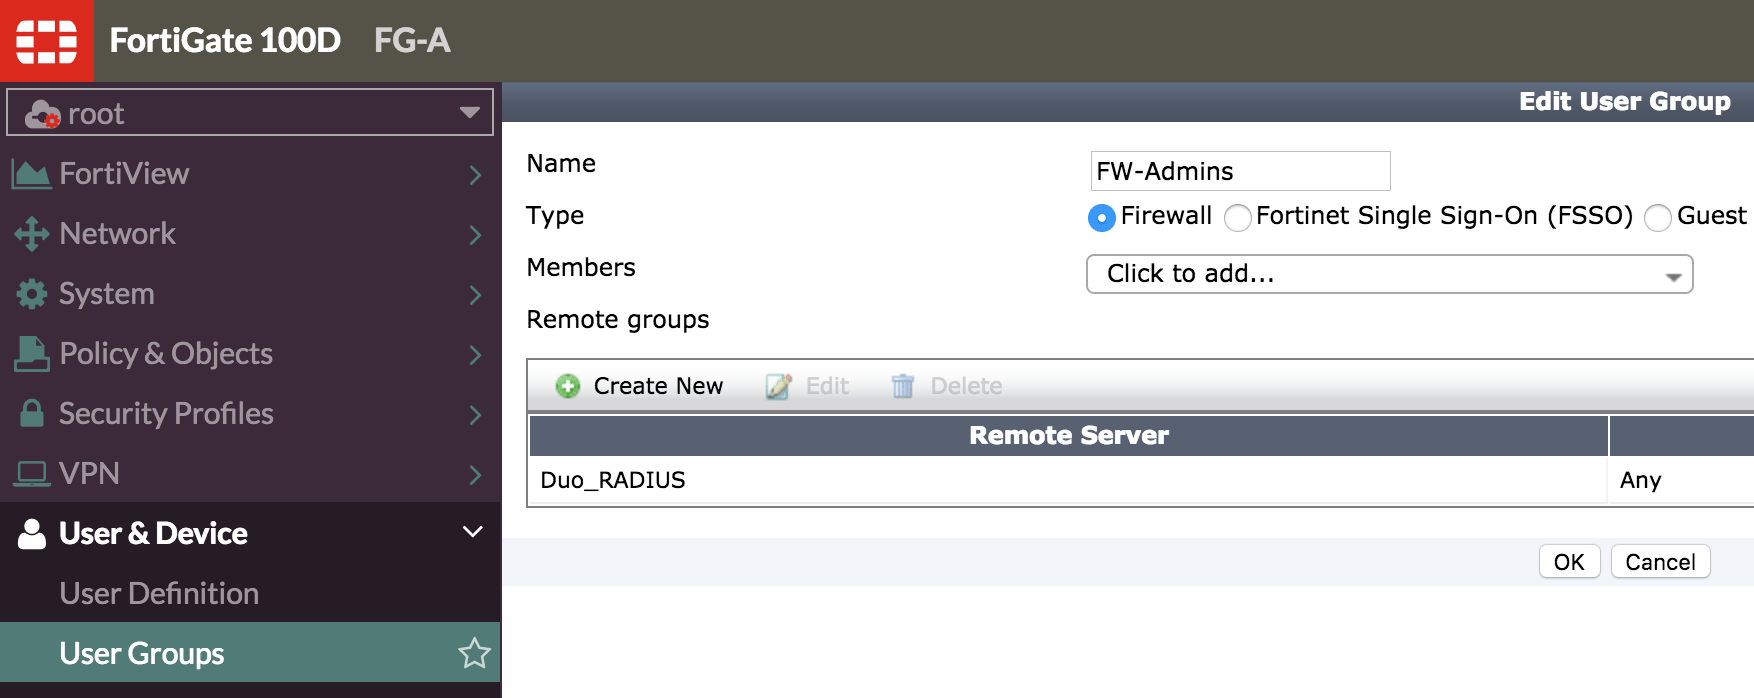 FortiGate 100D FG-A
root
FortiView
Network
System
Policy & Objects
Security Profiles
VPN
User & Device
User Definition
User Groups
Edit User Group
Name
FW-Admins
Type
Firewall Fortinet Single Sign-On (FSSO) Guest
Members
Click to add...
Remote groups
Create New Edit Delete
Remote Server
Duo_RADIUS Any
OK Cancel